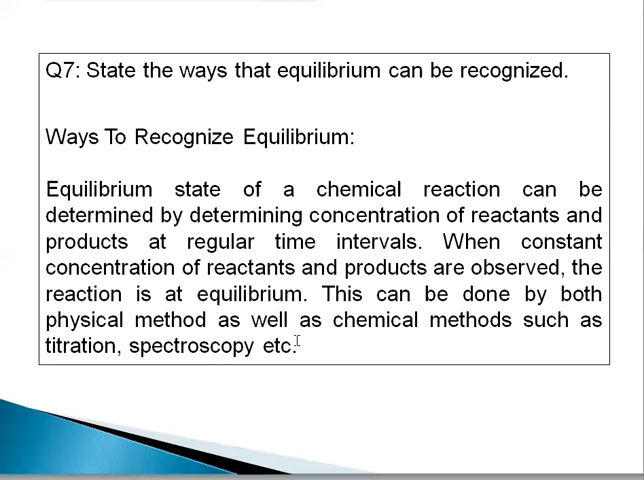 Q7: State the ways that equilibrium can be recognized.
Ways To Recognize Equilibrium:
Equilibrium state of a chemical reaction can be
determined by determining concentration of reactants and
products at regular time intervals. When constant
concentration of reactants and products are observed, the
reaction is at equilibrium. This can be done by both
physical method as well as chemical methods such as
titration, spectroscopy etc.